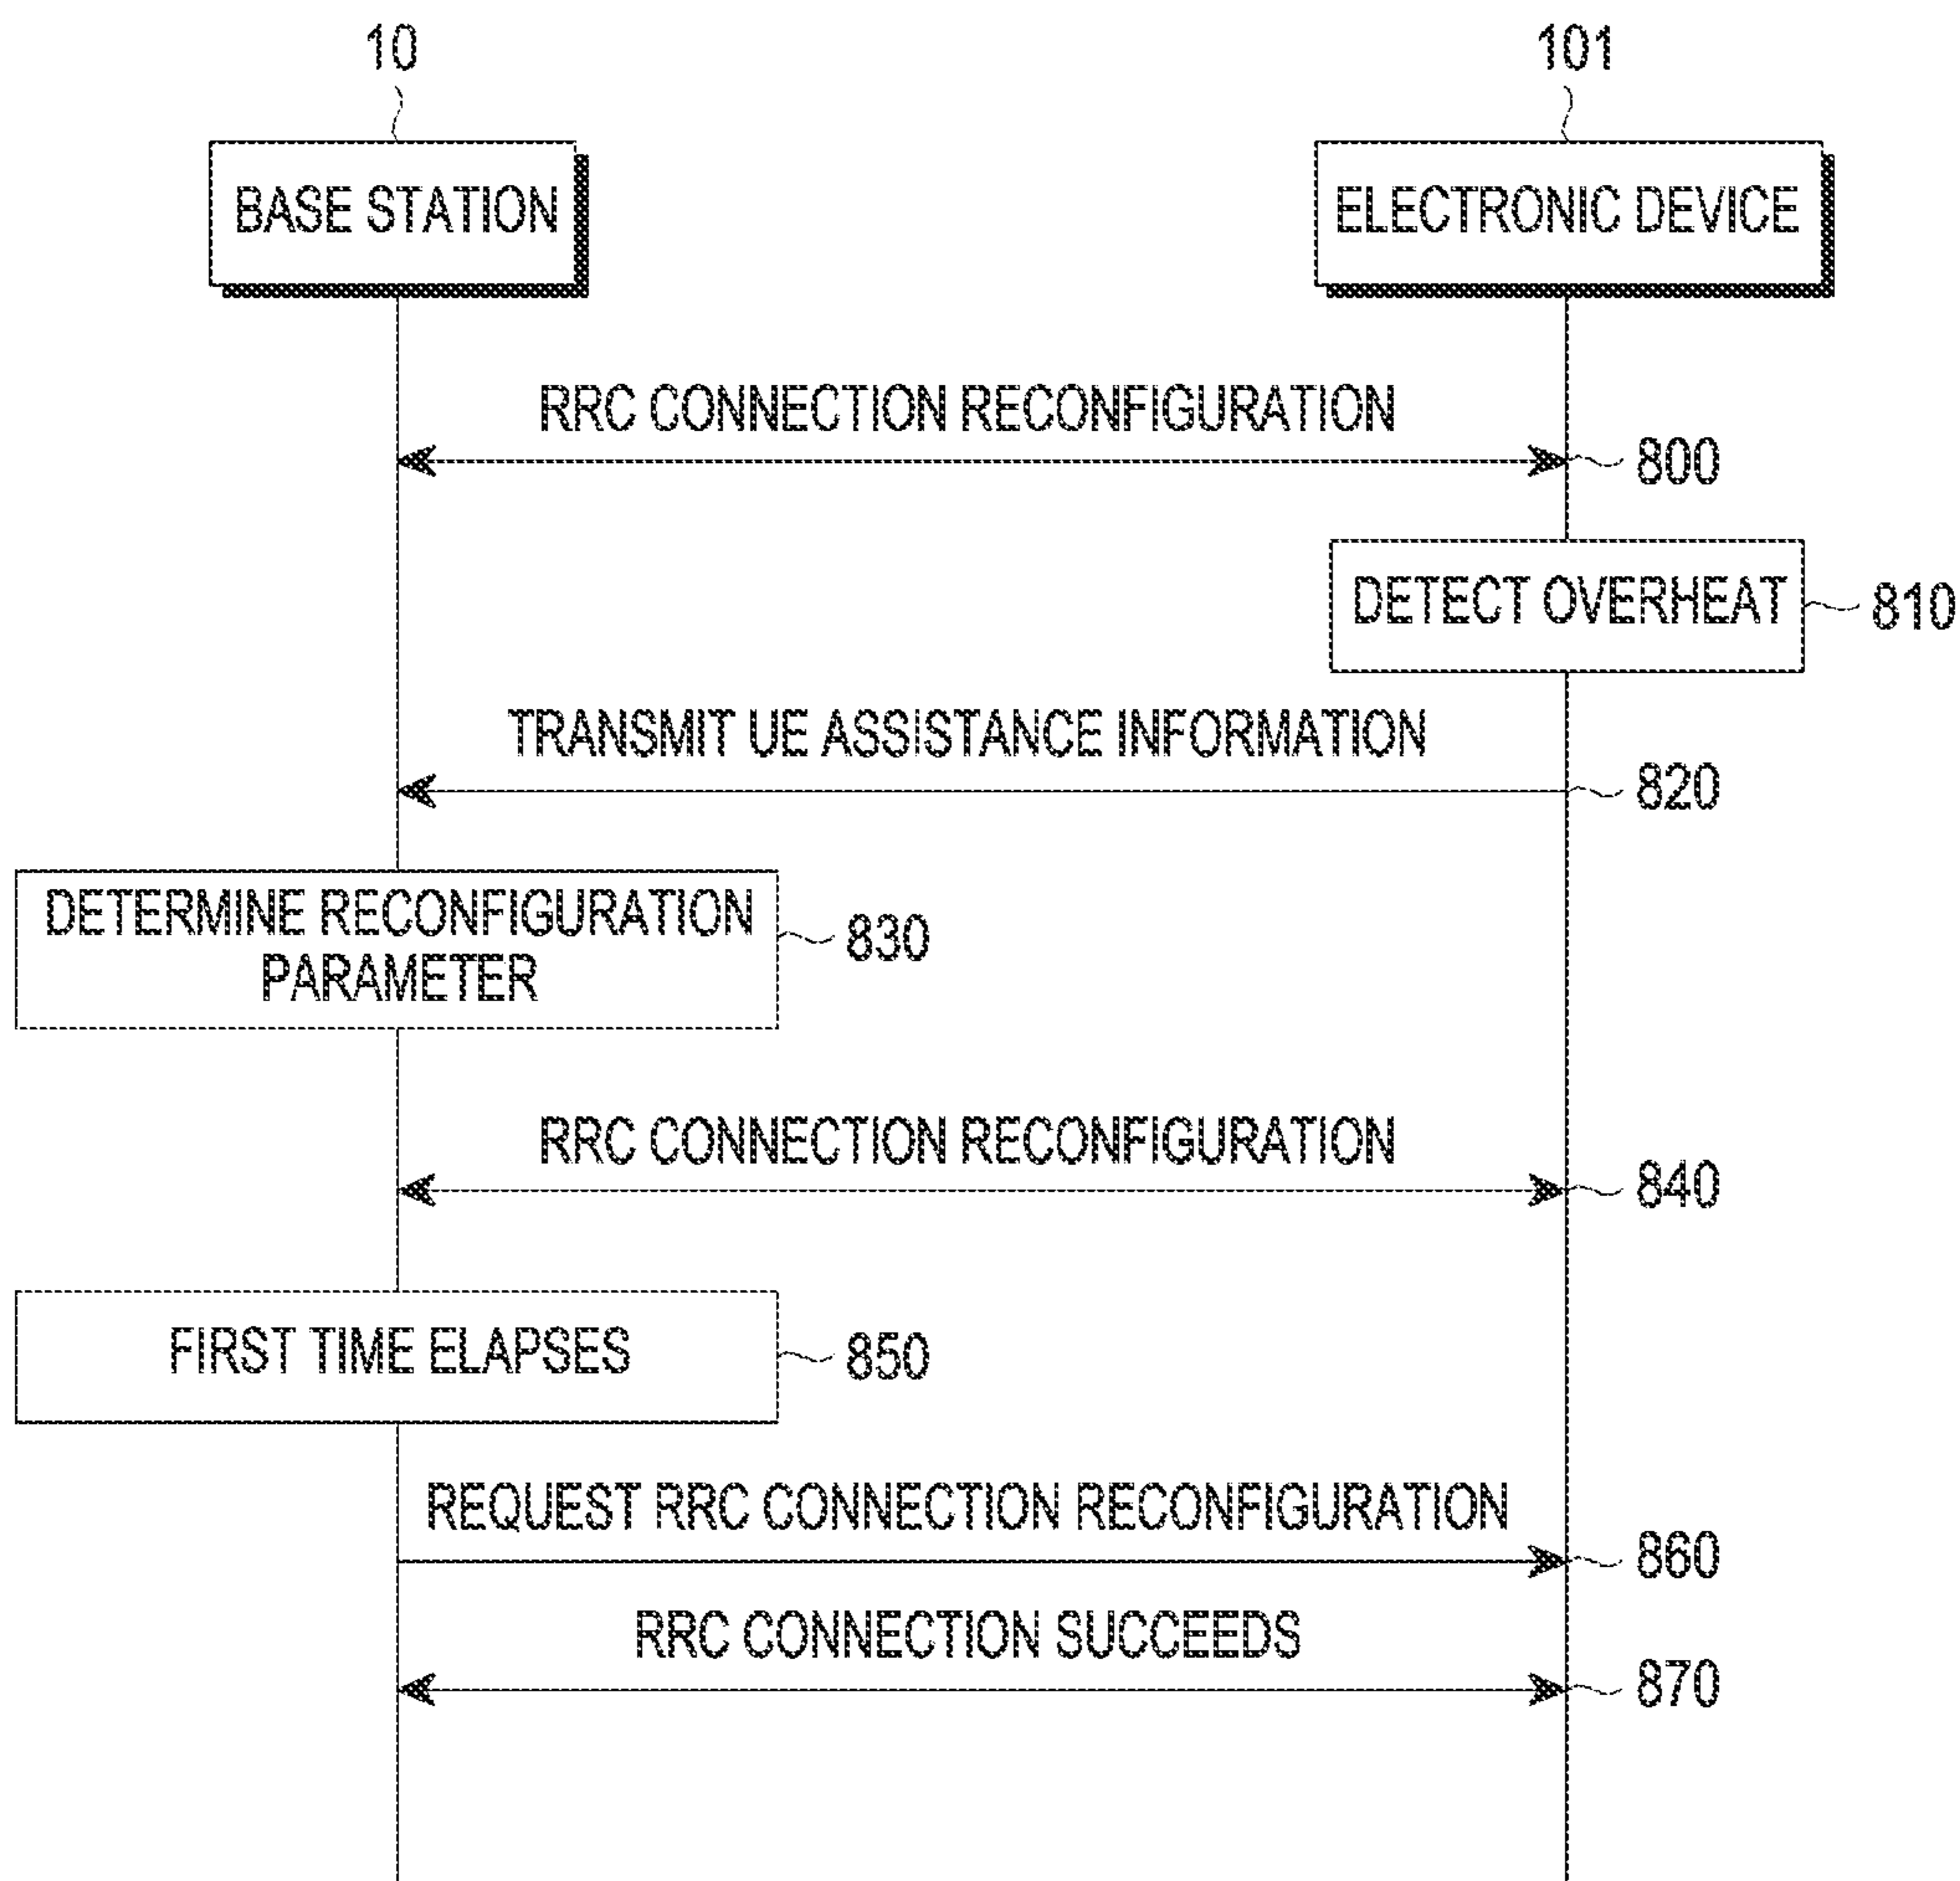 10
101
BASE STATION
ELECTRONIC DEVICE
RRC CONNECTION RECONFIGURATION
800
DETECT OVERHEAT
810
TRANSMIT UE ASSISTANCE INFORMATION
820
DETERMINE RECONFIGURATION
PARAMETER
830
RRC CONNECTION RECONFIGURATION
840
FIRST TIME ELAPSES
850
REQUEST RRC CONNECTION RECONFIGURATION
860
RRC CONNECTION SUCCEEDS
870